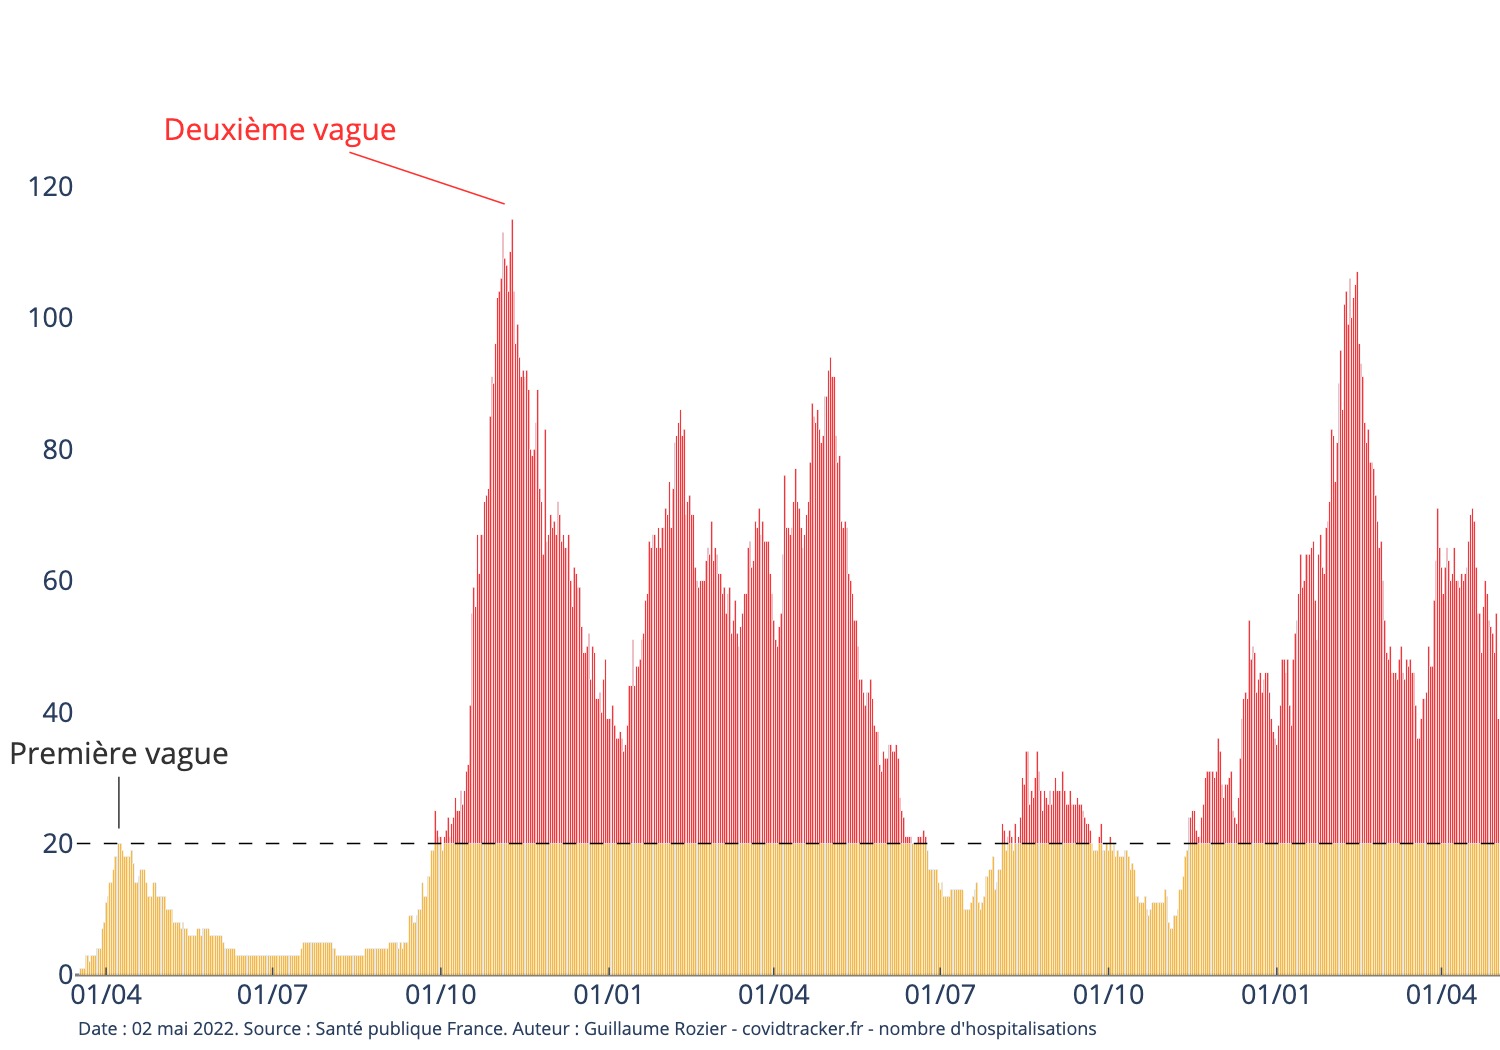 Deuxième vague
120
100
80
60
40
Première vague
20
0
01/04 01/07 01/10 01/01 01/04 01/07 01/10 01/01 01/04
Date : 02 mai 2022. Source : Santé publique France. Auteur : Guillaume Rozier - covidtracker.fr - nombre d'hospitalisations